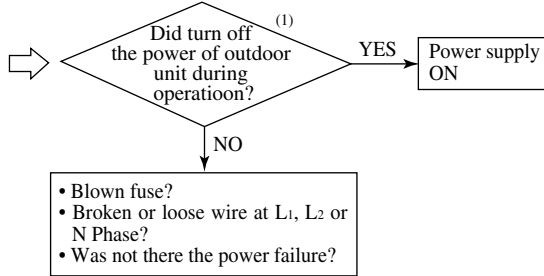 (1)
Did turn off
the power of outdoor
unit during
operatioon?
YES
Power supply
ON
NO
• Blown fuse?
• Broken or loose wire at L1, L2 or
N Phase?
• Was not there the power failure?